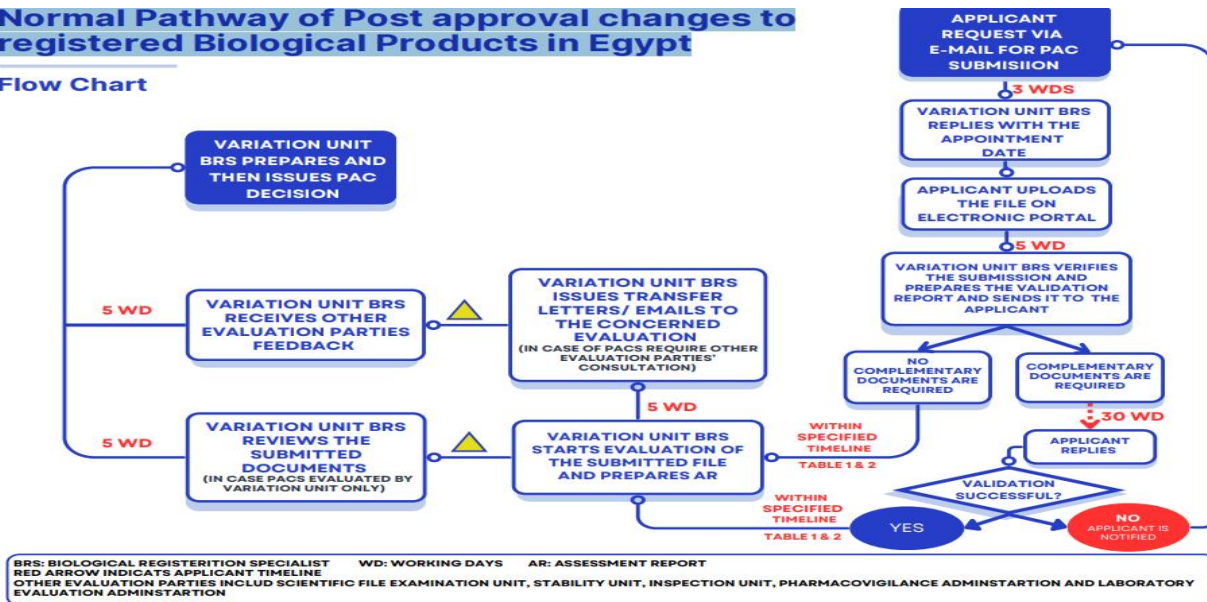 Normal Pathway of Post approval changes to
registered Biological Products in Egypt
Flow Chart
APPLICANT
REQUEST VIA
E-MAIL FOR PAC
SUBMISIION
3 WDS
VARIATION UNIT BRS
REPLIES WITH THE
APPOINTMENT
DATE
APPLICANT UPLOADS
THE FILE ON
ELECTRONIC PORTAL
5 WD
VARIATION UNIT BRS VERIFIES
THE SUBMISSION AND
PREPARES THE VALIDATION
REPORT AND SENDS IT TO THE
APPLICANT
NO
COMPLEMENTARY
DOCUMENTS ARE
REQUIRED
COMPLEMENTARY
DOCUMENTS ARE
REQUIRED
30 WD
APPLICANT
REPLIES
VALIDATION
SUCCESSFUL?
YES
NO
APPLICANT IS
NOTIFIED
WITHIN
SPECIFIED
TIMELINE
TABLE 1 & 2
WITHIN
SPECIFIED
TIMELINE
TABLE 1 & 2
VARIATION UNIT BRS
STARTS EVALUATION OF
THE SUBMITTED FILE
AND PREPARES AR
5 WD
VARIATION UNIT BRS
ISSUES TRANSFER
LETTERS/ EMAILS TO
THE CONCERNED
EVALUATION
(IN CASE OF PACS REQUIRE OTHER
EVALUATION PARTIES'
CONSULTATION)
VARIATION UNIT BRS
RECEIVES OTHER
EVALUATION PARTIES
FEEDBACK
5 WD
VARIATION UNIT BRS
REVIEWS THE
SUBMITTED
DOCUMENTS
(IN CASE PACS EVALUATED BY
VARIATION UNIT ONLY)
5 WD
VARIATION UNIT
BRS PREPARES AND
THEN ISSUES PAC
DECISION
BRS: BIOLOGICAL REGISTERITION SPECIALIST WD: WORKING DAYS AR: ASSESSMENT REPORT
RED ARROW INDICATS APPLICANT TIMELINE
OTHER EVALUATION PARTIES INCLUD SCIENTIFIC FILE EXAMINATION UNIT, STABILITY UNIT, INSPECTION UNIT, PHARMACOVIGILANCE ADMINSTARTION AND LABORATORY
EVALUATION ADMINSTARTION